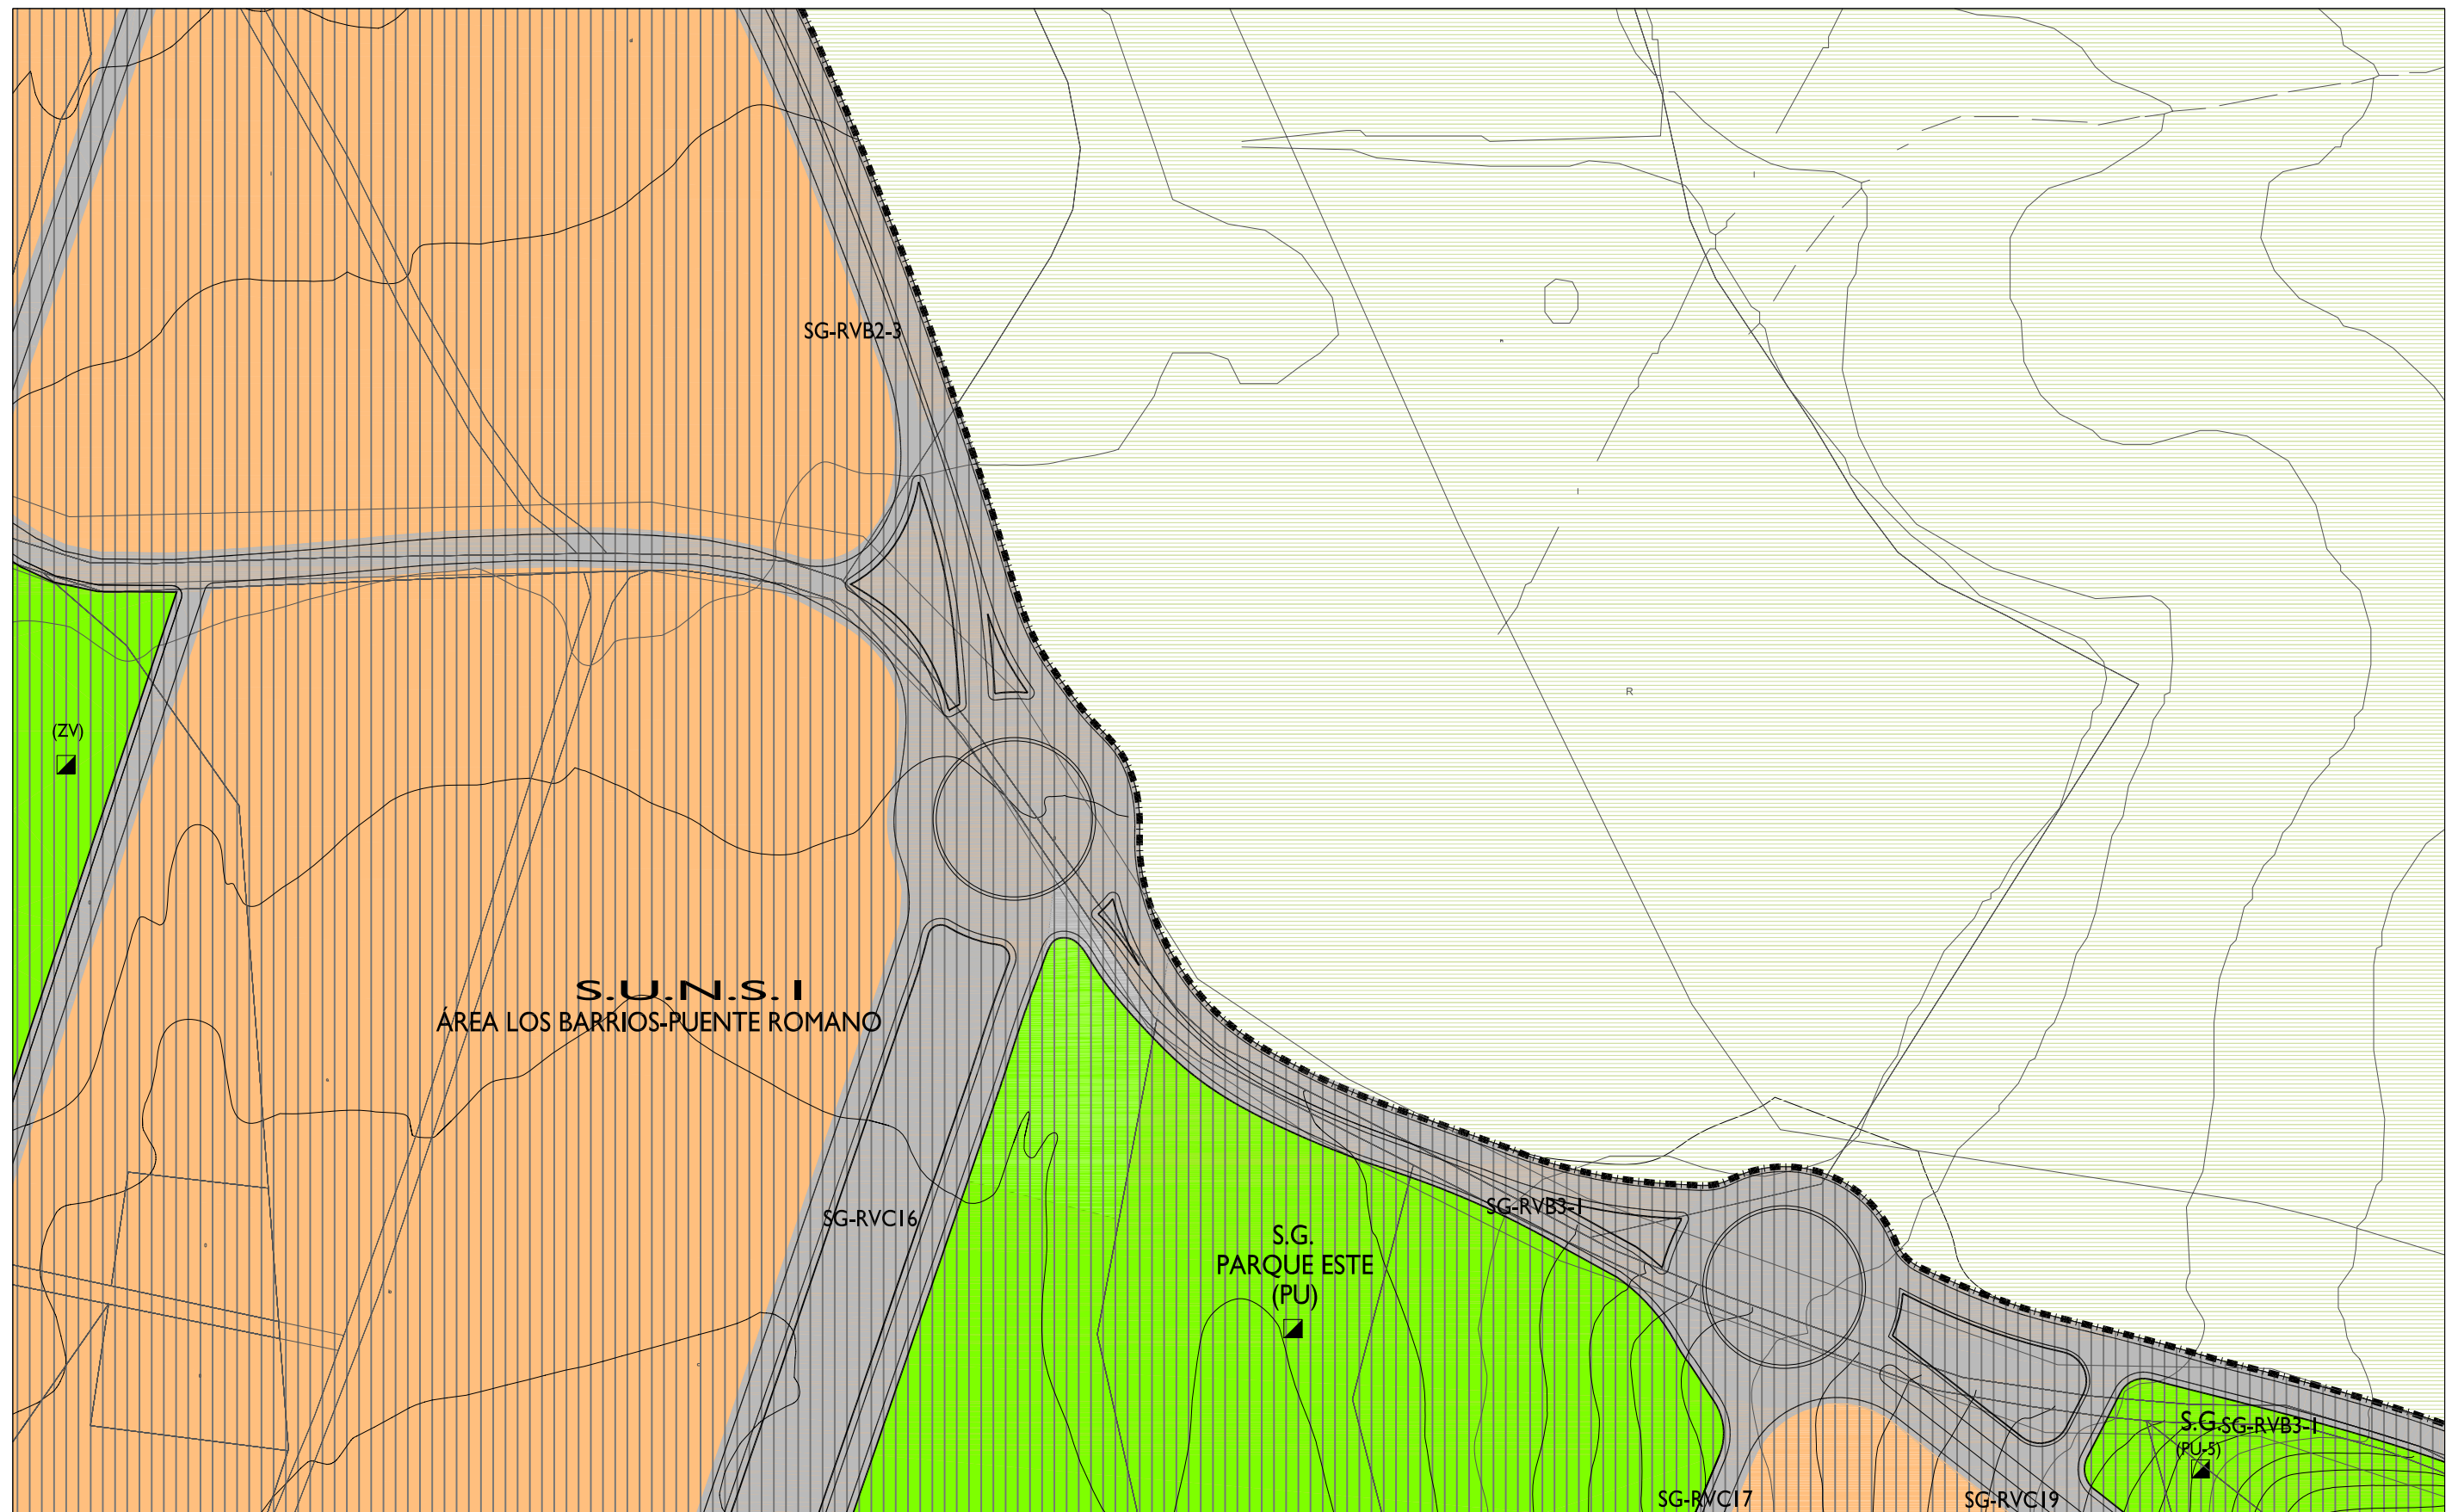 SG-RVB2-3
R
(ZV)
S.U.N.S. I
ÁREA LOS BARRIOS-PUENTE ROMANO
SG-RVC16
SG-RVB3-1
S.G.
PARQUE ESTE
(PU)
S.G.
SG-RVB3-1
(PU-5)
SG-RVC17
SG-RVC19